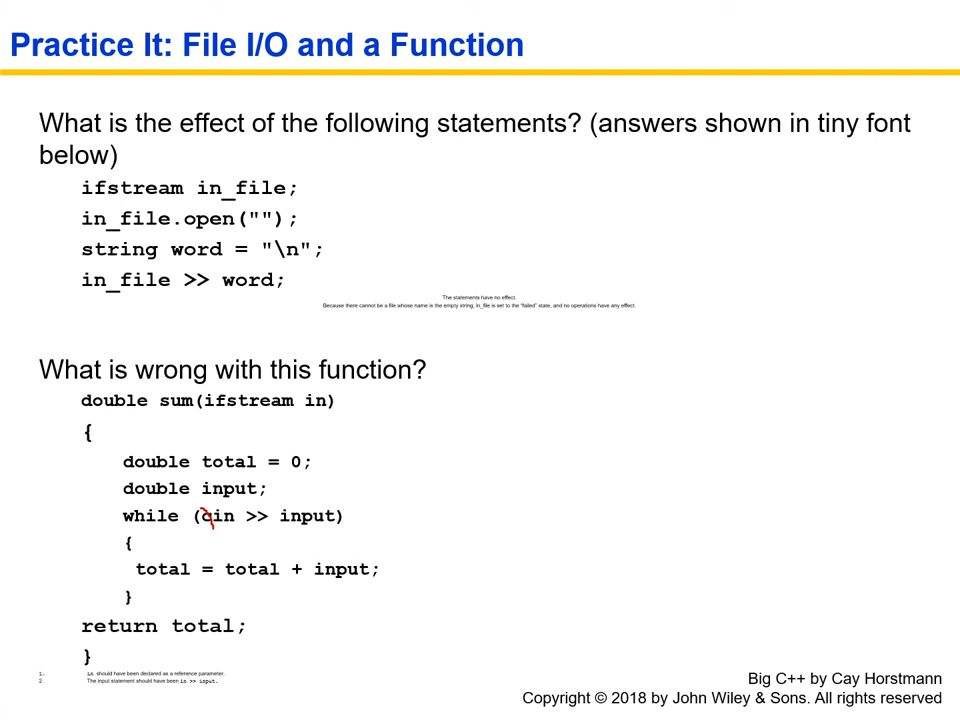 Practice It: File I/O and a Function
What is the effect of the following statements? (answers shown in tiny font
below)
ifstream in_file;
in_file.open("");
string word = "\n";
in_file >> word;
The statements have no effect.
Because there cannot be a file whose name is the empty string, in_file is set to the "failed" state, and no operations have any effect.
What is wrong with this function?
double sum(ifstream in)
{
double total = 0;
double input;
while (cin >> input)
{
total = total + input;
}
return total;
}
1. in should have been declared as a reference parameter.
2. The input statement should have been in >> input.
Big C++ by Cay Horstmann
Copyright © 2018 by John Wiley & Sons. All rights reserved